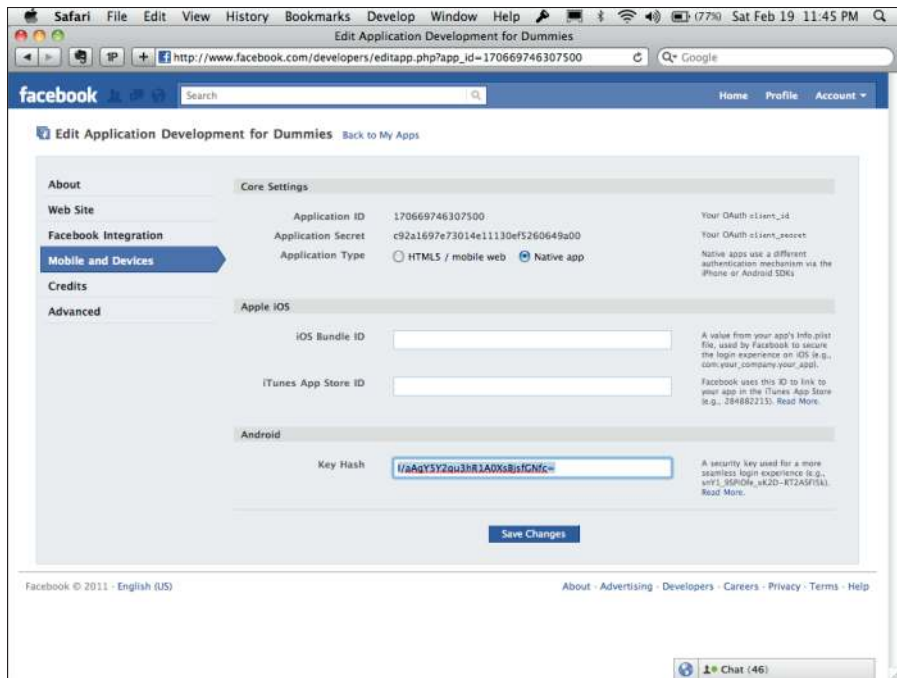 Safari File Edit View History Bookmarks Develop Window Help (77%) Sat Feb 19 11:45 PM
Edit Application Development for Dummies
1P + http://www.facebook.com/developers/editapp.php?app_id=170669746307500 Google
facebook Search Home Profile Account
Edit Application Development for Dummies Back to My Apps
About
Web Site
Facebook Integration
Mobile and Devices
Credits
Advanced
Core Settings
Application ID 170669746307500 Your OAuth client_id
Application Secret c92a1697e73014e11130ef5260649a00 Your OAuth client_secret
Application Type HTML5 / mobile web Native app
Native apps use a different
authentication mechanism via the
iPhone or Android SDKs
Apple iOS
iOS Bundle ID
A value from your app's Info.plist
file, used by Facebook to secure
the login experience on iOS (e.g.,
com.your_company.your_app).
iTunes App Store ID
Facebook uses this ID to link to
your app in the iTunes App Store
(e.g., 284882215). Read More.
Android
Key Hash
A security key used for a more
seamless login experience (e.g.,
Read More.
Save Changes
Facebook © 2011 · English (US)
About · Advertising · Developers · Careers · Privacy · Terms · Help
Chat (46)